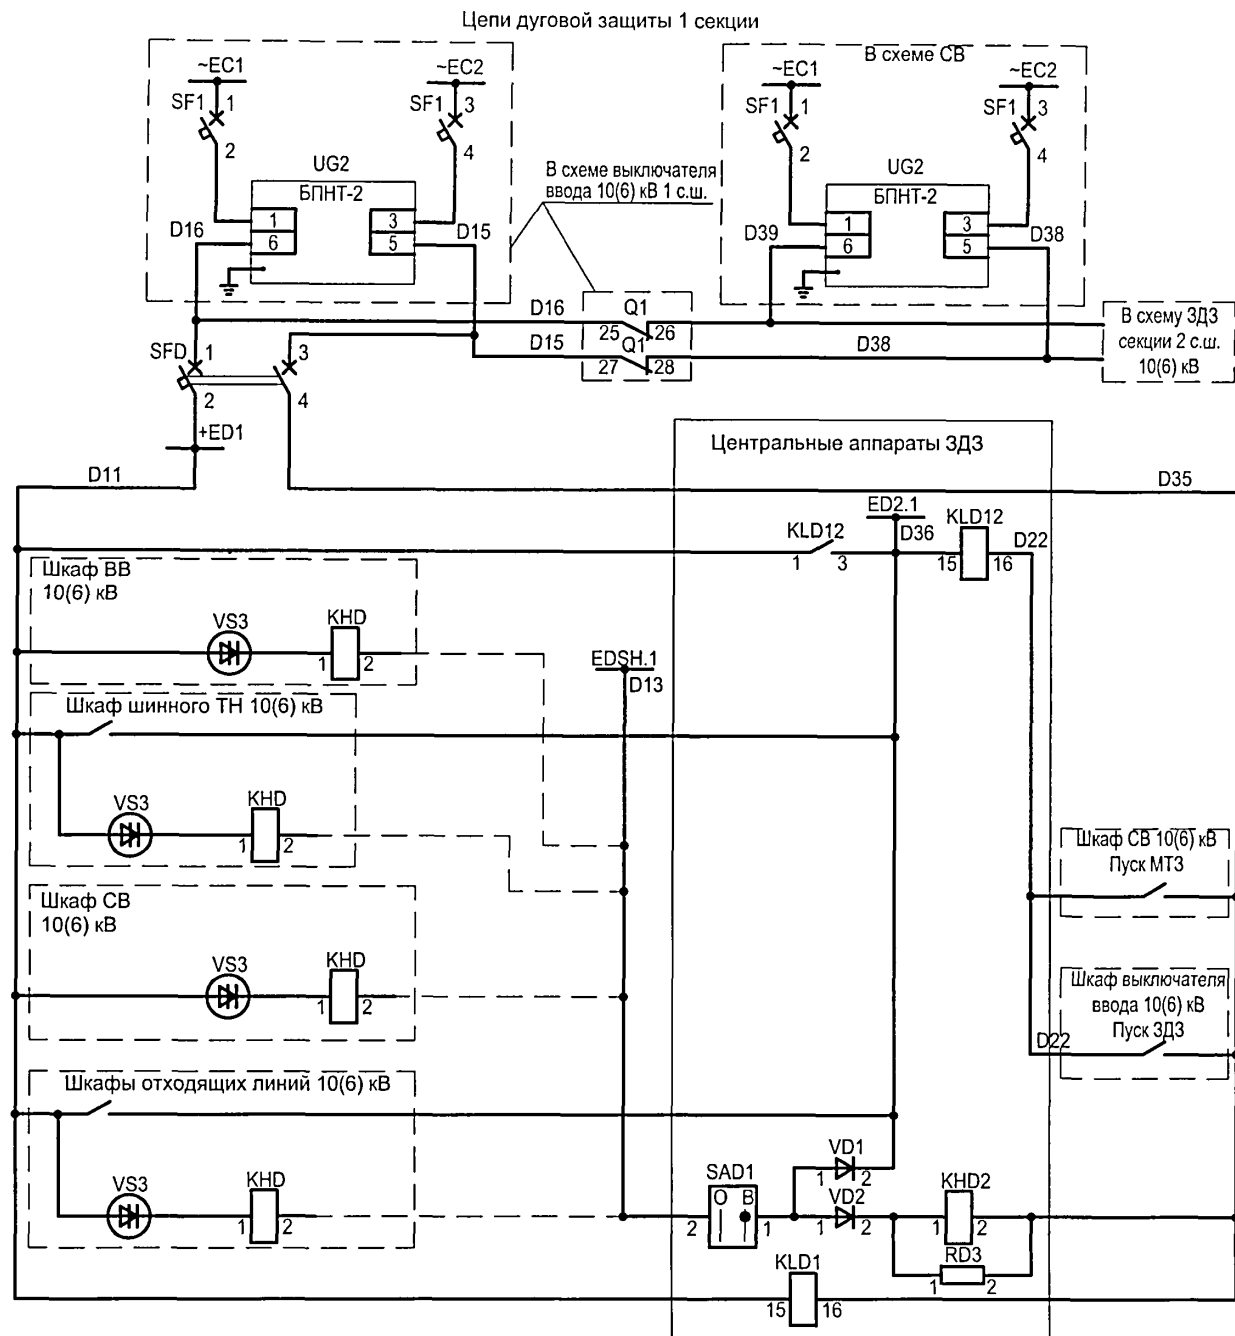 Цепи дуговой защиты 1 секции
~EC1
~EC2
SF1
1
2
SF1
3
4
UG2
БПНТ-2
1
6
3
5
D16
D15
В схеме выключателя
ввода 10(6) кВ 1 с.ш.
В схеме СВ
~EC1
~EC2
SF1
1
2
SF1
3
4
UG2
БПНТ-2
1
6
3
5
D39
D38
D16
Q1
25
26
D15
Q1
27
28
D38
В схему ЗДЗ
секции 2 с.ш.
10(6) кВ
SFD
1
2
3
4
+ED1
D11
D35
Центральные аппараты ЗДЗ
ED2.1
D36
KLD12
1
3
KLD12
15
16
D22
Шкаф ВВ
10(6) кВ
VS3
KHD
1
2
EDSH.1
D13
Шкаф шинного ТН 10(6) кВ
VS3
KHD
1
2
Шкаф СВ 10(6) кВ
Пуск МТЗ
Шкаф СВ
10(6) кВ
VS3
KHD
1
2
Шкаф выключателя
ввода 10(6) кВ
Пуск ЗДЗ
D22
Шкафы отходящих линий 10(6) кВ
VS3
KHD
1
2
SAD1
О
В
2
1
VD1
1
2
VD2
1
2
KHD2
1
2
RD3
1
2
KLD1
15
16